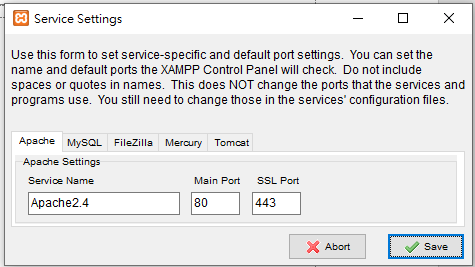 Service Settings
Use this form to set service-specific and default port settings.  You can set the
name and default ports the XAMPP Control Panel will check.  Do not include
spaces or quotes in names.  This does NOT change the ports that the services and
programs use.  You still need to change those in the services' configuration files.
Apache MySQL FileZilla Mercury Tomcat
Apache Settings
Service Name Main Port SSL Port
Apache2.4 80 443
Abort Save